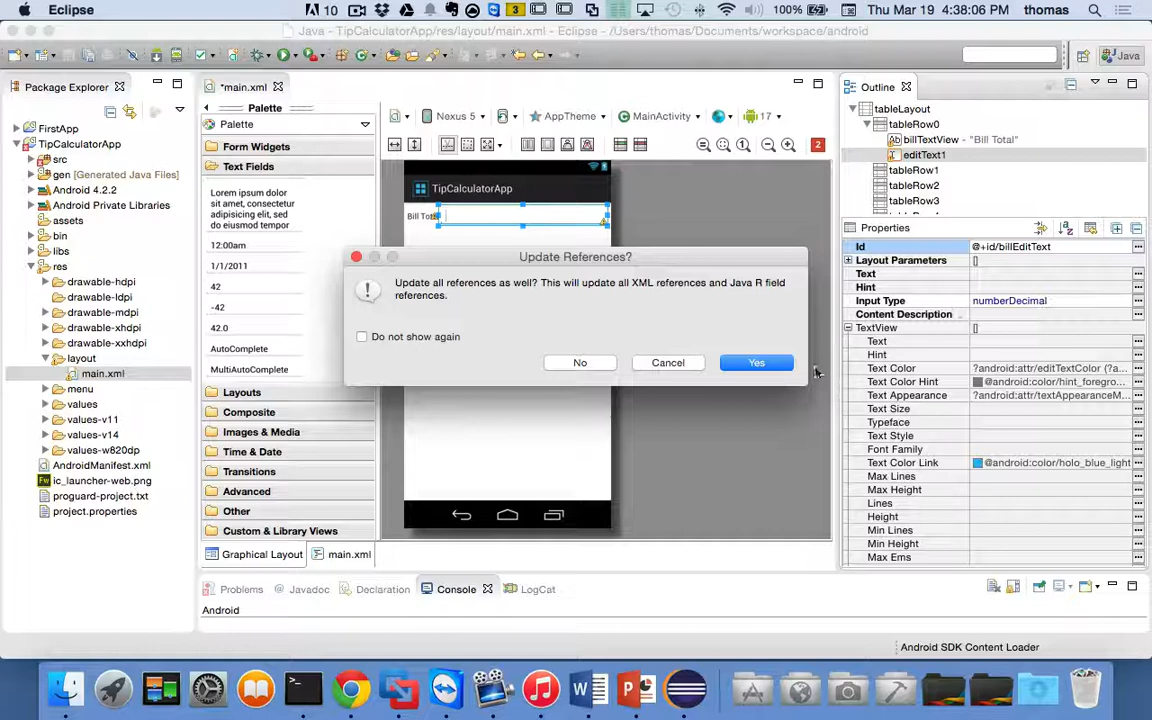 Eclipse
10
3
100%
Thu Mar 19 4:38:06 PM
thomas
Java - TipCalculatorApp/res/layout/main.xml - Eclipse - /Users/thomas/Documents/workspace/android
Java
Package Explorer
FirstApp
TipCalculatorApp
src
gen [Generated Java Files]
Android 4.2.2
Android Private Libraries
assets
bin
libs
res
drawable-hdpi
drawable-ldpi
drawable-mdpi
drawable-xhdpi
drawable-xxhdpi
layout
main.xml
menu
values
values-v11
values-v14
values-w820dp
AndroidManifest.xml
ic_launcher-web.png
proguard-project.txt
project.properties
*main.xml
Palette
Palette
Form Widgets
Text Fields
Lorem ipsum dolor
sit amet, consectetur
adipisicing elit, sed
do eiusmod tempor
12:00am
1/1/2011
42
-42
42.0
AutoComplete
MultiAutoComplete
Layouts
Composite
Images & Media
Time & Date
Transitions
Advanced
Other
Custom & Library Views
Graphical Layout
main.xml
Nexus 5
AppTheme
MainActivity
17
2
TipCalculatorApp
Bill Total
Update References?
Update all references as well? This will update all XML references and Java R field
references.
Do not show again
No
Cancel
Yes
Outline
tableLayout
tableRow0
billTextView - "Bill Total"
editText1
tableRow1
tableRow2
tableRow3
Properties
Id @+id/billEditText
Layout Parameters []
Text
Hint
Input Type numberDecimal
Content Description
TextView []
Text
Hint
Text Color ?android:attr/editTextColor (?a...
Text Color Hint @android:color/hint_foregro...
Text Appearance ?android:attr/textAppearanceM...
Text Size
Typeface
Text Style
Font Family
Text Color Link @android:color/holo_blue_light
Max Lines
Max Height
Lines
Height
Min Lines
Min Height
Max Ems
Problems
@ Javadoc
Declaration
Console
LogCat
Android
Android SDK Content Loader